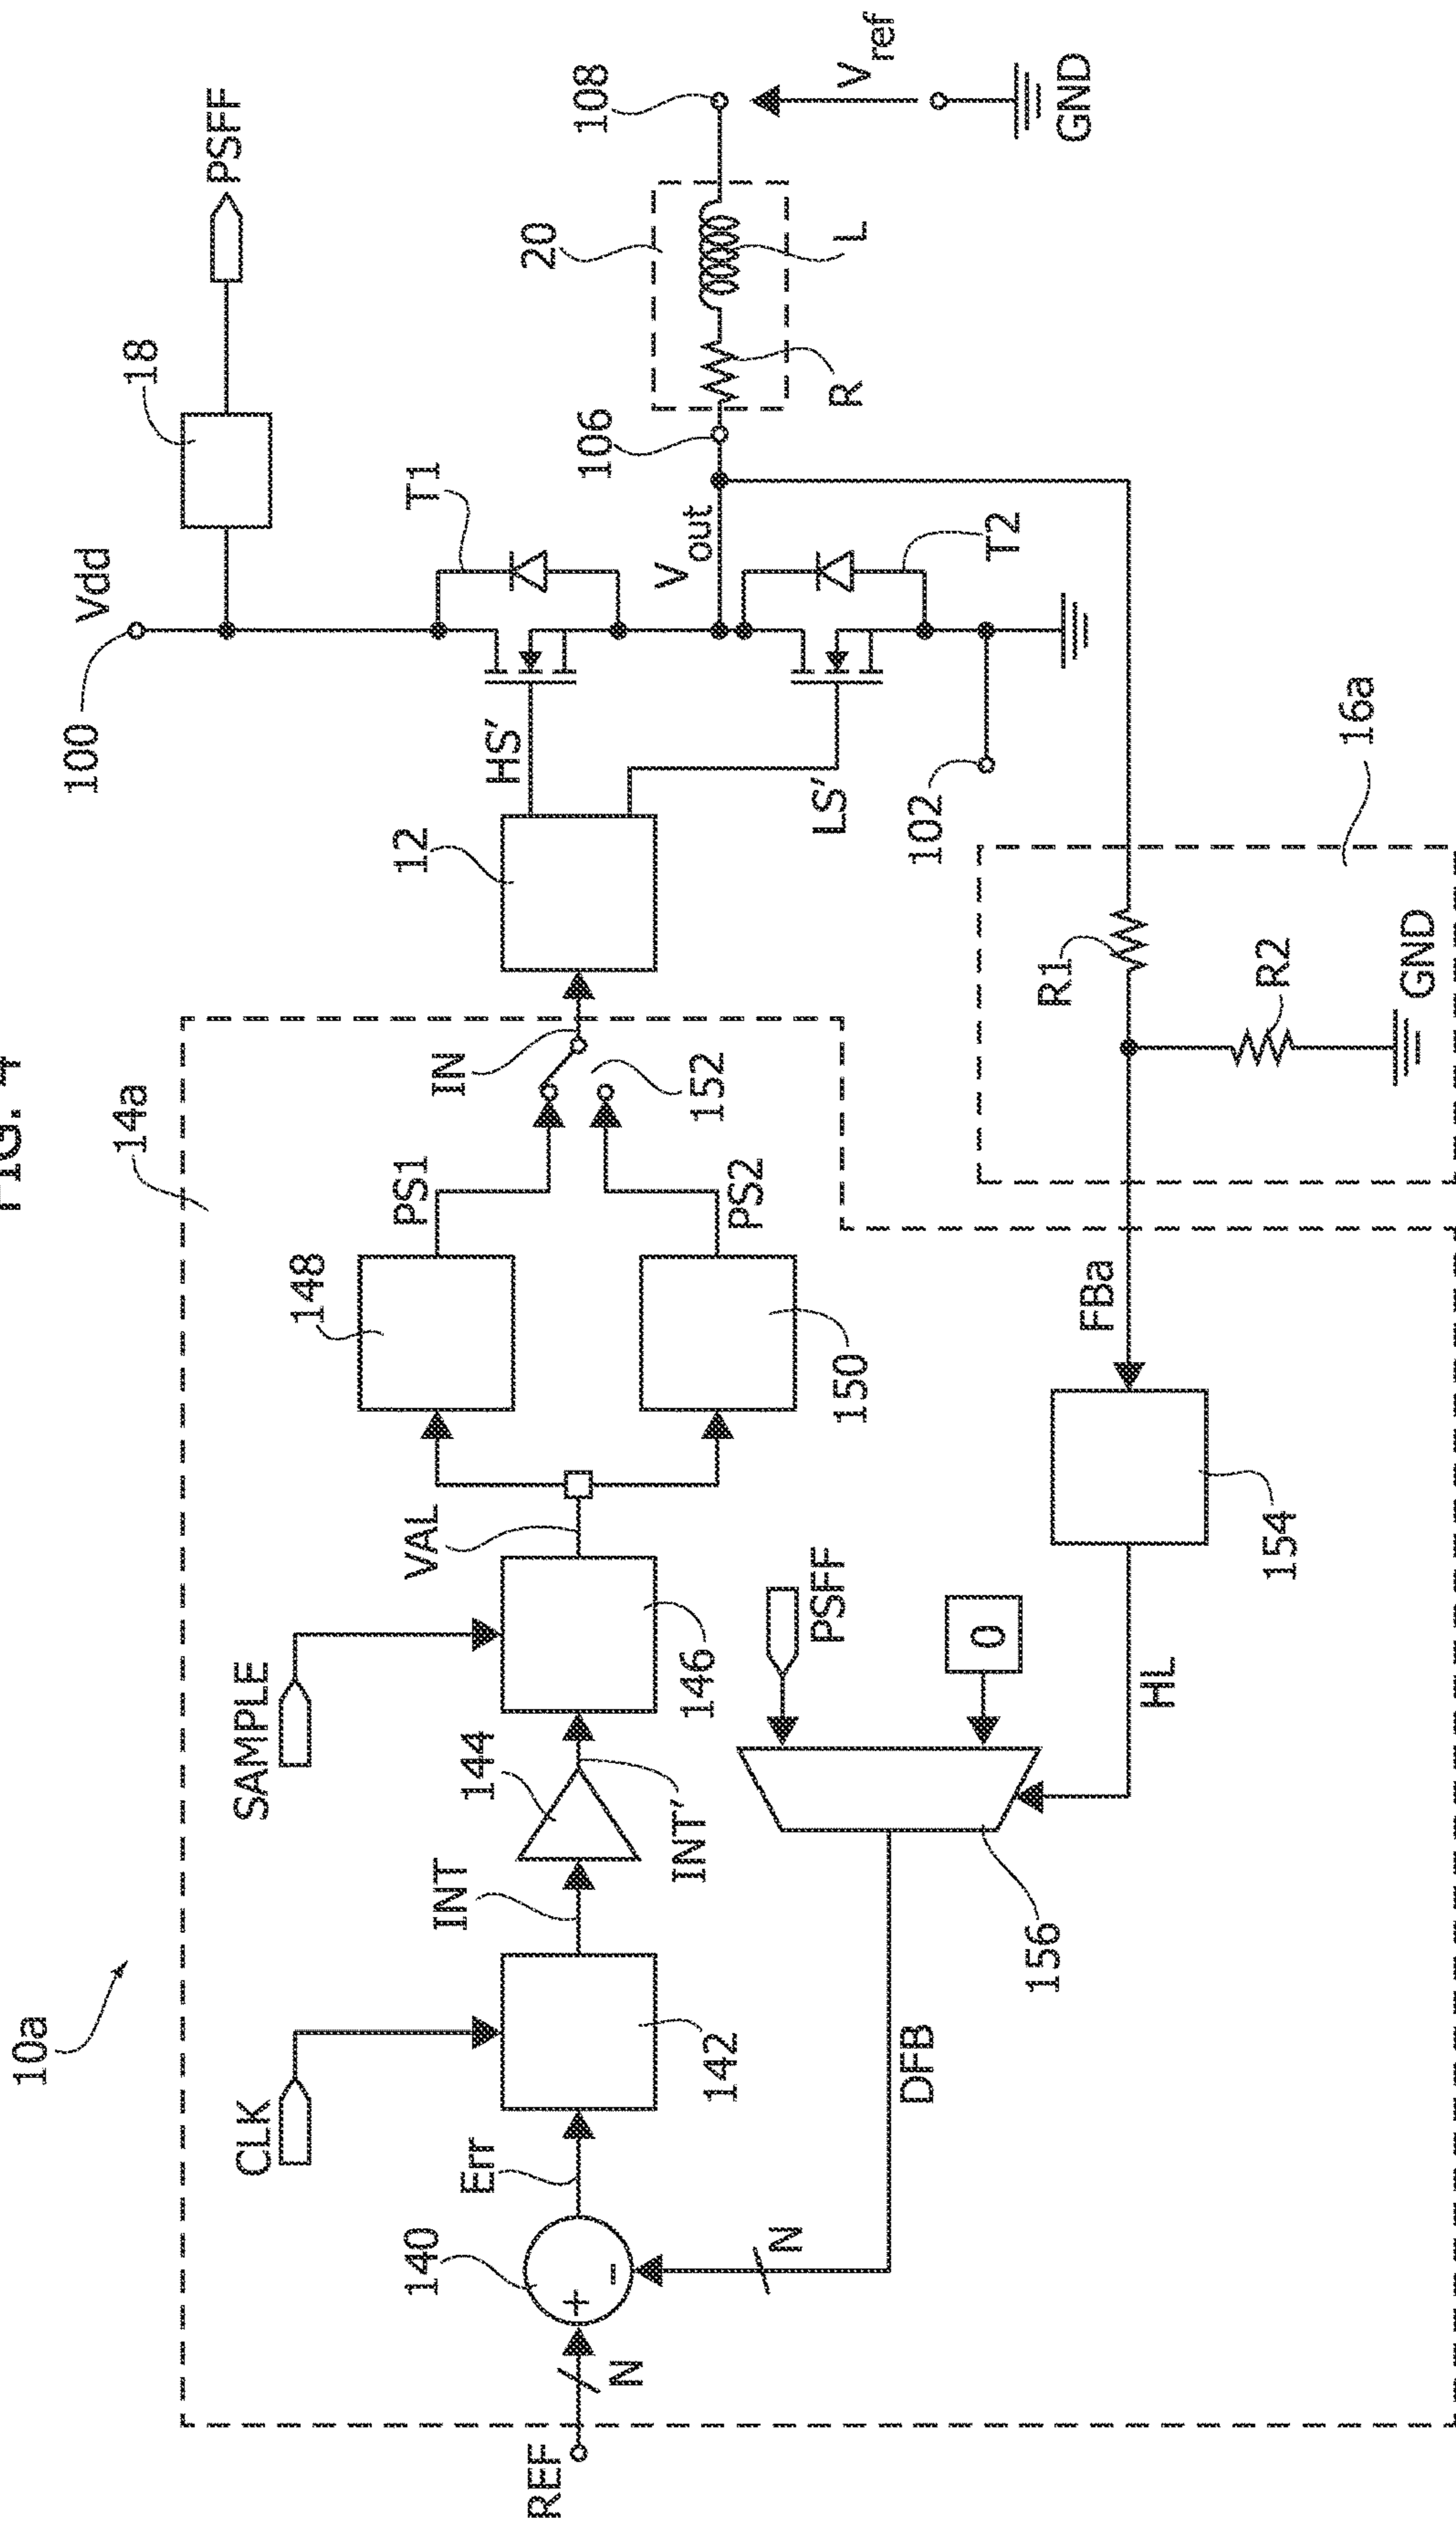 FIG. 4
10a
14a
100
Vdd
18
PSFF
CLK
SAMPLE
148
PS1
IN
12
HS'
T1
106
20
108
140
Err
INT
144
VAL
Vout
REF
N
+
-
142
INT'
146
150
PS2
152
LS'
T2
R
L
Vref
GND
N
DFB
PSFF
0
156
HL
154
FBa
102
R1
R2
GND
16a